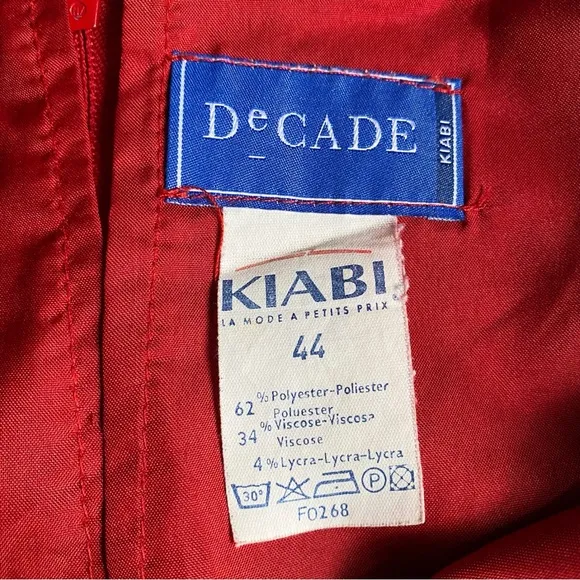 DeCADE
KIABI
KIABI
LA MODE A PETITS PRIX
44
62 % Polyester-Poliester
Poluester
34 % Viscose-Viscosa
Viscose
4 % Lycra-Lycra-Lycra
30° P
F0268